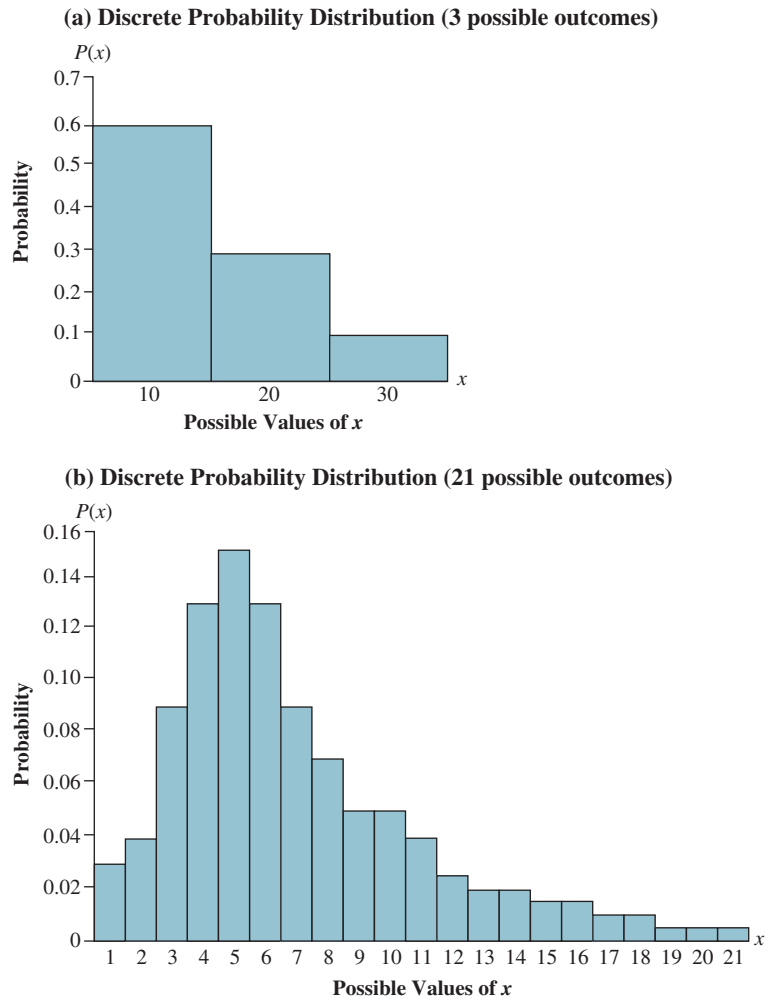 (a) Discrete Probability Distribution (3 possible outcomes)
P(x)
0.7
0.6
0.5
0.4
0.3
0.2
0.1
0
Probability
10 20 30 x
Possible Values of x
(b) Discrete Probability Distribution (21 possible outcomes)
P(x)
0.16
0.14
0.12
0.10
0.08
0.06
0.04
0.02
0
Probability
1 2 3 4 5 6 7 8 9 10 11 12 13 14 15 16 17 18 19 20 21 x
Possible Values of x